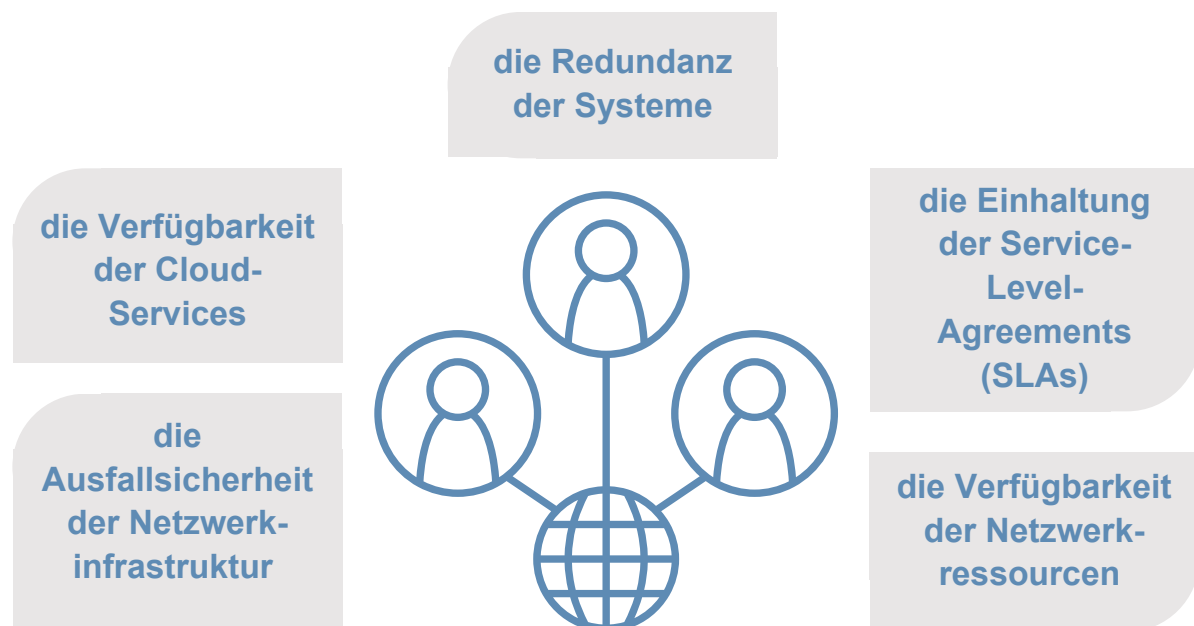 die Redundanz
der Systeme
die Verfügbarkeit
der Cloud-
Services
die Einhaltung
der Service-
Level-
Agreements
(SLAs)
die
Ausfallsicherheit
der Netzwerk-
infrastruktur
die Verfügbarkeit
der Netzwerk-
ressourcen